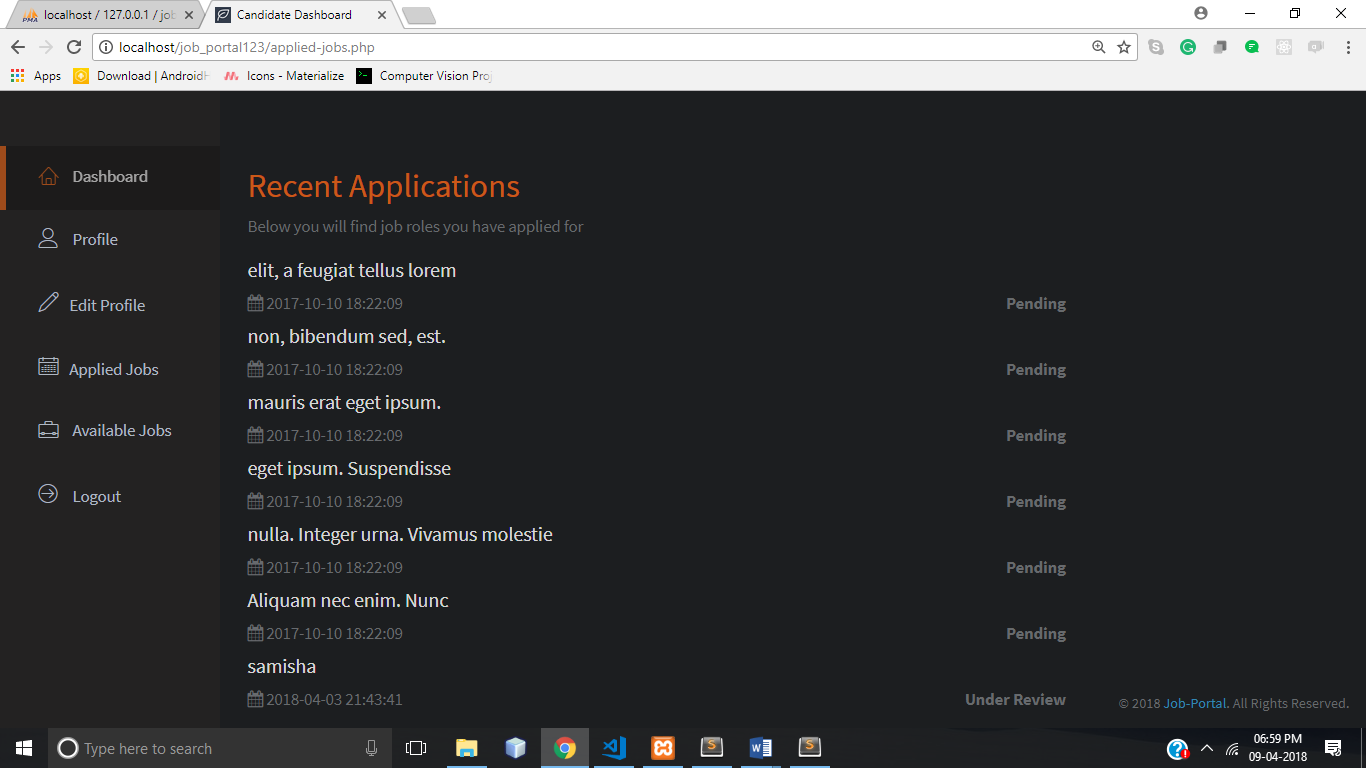 localhost / 127.0.0.1 / job
Candidate Dashboard
localhost/job_portal123/applied-jobs.php
Apps
Download | Android
Icons - Materialize
Computer Vision Proj
Dashboard
Profile
Edit Profile
Applied Jobs
Available Jobs
Logout
Recent Applications
Below you will find job roles you have applied for
elit, a feugiat tellus lorem
2017-10-10 18:22:09 Pending
non, bibendum sed, est.
2017-10-10 18:22:09 Pending
mauris erat eget ipsum.
2017-10-10 18:22:09 Pending
eget ipsum. Suspendisse
2017-10-10 18:22:09 Pending
nulla. Integer urna. Vivamus molestie
2017-10-10 18:22:09 Pending
Aliquam nec enim. Nunc
2017-10-10 18:22:09 Pending
samisha
2018-04-03 21:43:41 Under Review
© 2018 Job-Portal. All Rights Reserved.
Type here to search
06:59 PM
09-04-2018